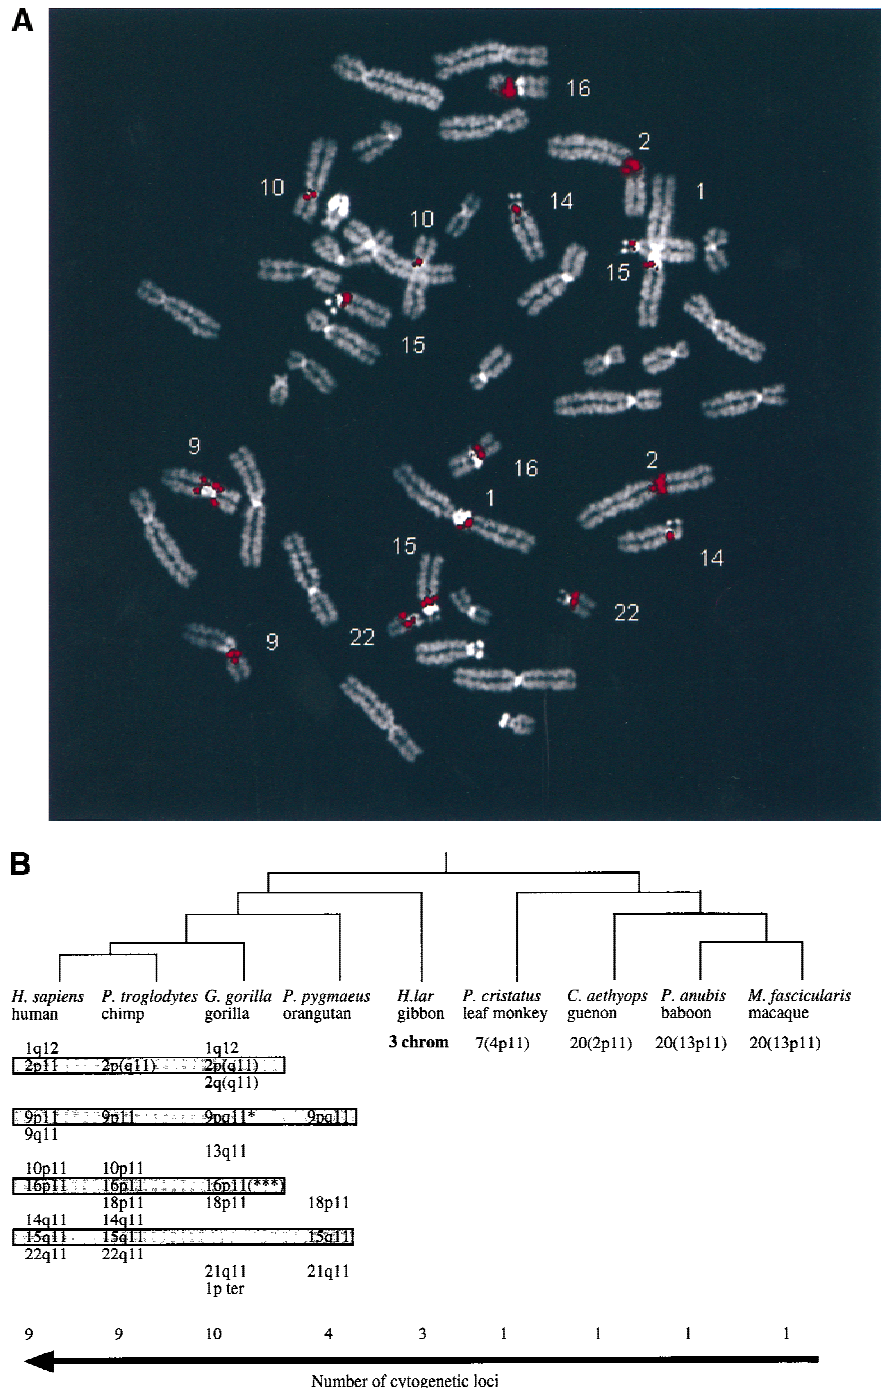 A
16
2
10
14
1
10
15
15
9
16
2
1
15
14
22
22
9
B
H. sapiens P. troglodytes G. gorilla P. pygmaeus H.lar P. cristatus C. aethyops P. anubis M. fascicularis
human chimp gorilla orangutan gibbon leaf monkey guenon baboon macaque
3 chrom 7(4p11) 20(2p11) 20(13p11) 20(13p11)
1q12 1q12
2p11 2p(q11) 2p(q11)
2q(q11)
9p11 9p11 9pq11* 9pq11
9q11
13q11
10p11 10p11
16p11 16p11 16p11(***)
18p11 18p11 18p11
14q11 14q11
15q11 15q11 15q11
22q11 22q11
21q11 21q11
1p ter
9 9 10 4 3 1 1 1 1
Number of cytogenetic loci